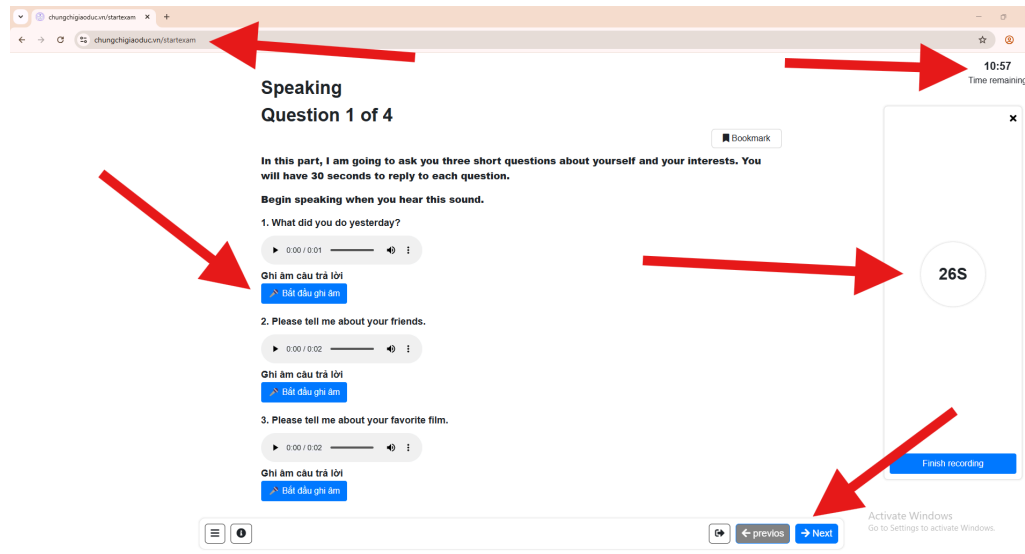 chungchigiaoduc.vn/startexam
chungchigiaoduc.vn/startexam
10:57
Time remaining
Speaking
Question 1 of 4
Bookmark
In this part, I am going to ask you three short questions about yourself and your interests. You
will have 30 seconds to reply to each question.
Begin speaking when you hear this sound.
1. What did you do yesterday?
0:00 / 0:01
Ghi âm câu trả lời
Bắt đầu ghi âm
2. Please tell me about your friends.
0:00 / 0:02
Ghi âm câu trả lời
Bắt đầu ghi âm
3. Please tell me about your favorite film.
0:00 / 0:02
Ghi âm câu trả lời
Bắt đầu ghi âm
26S
Finish recording
previos
Next
Activate Windows
Go to Settings to activate Windows.